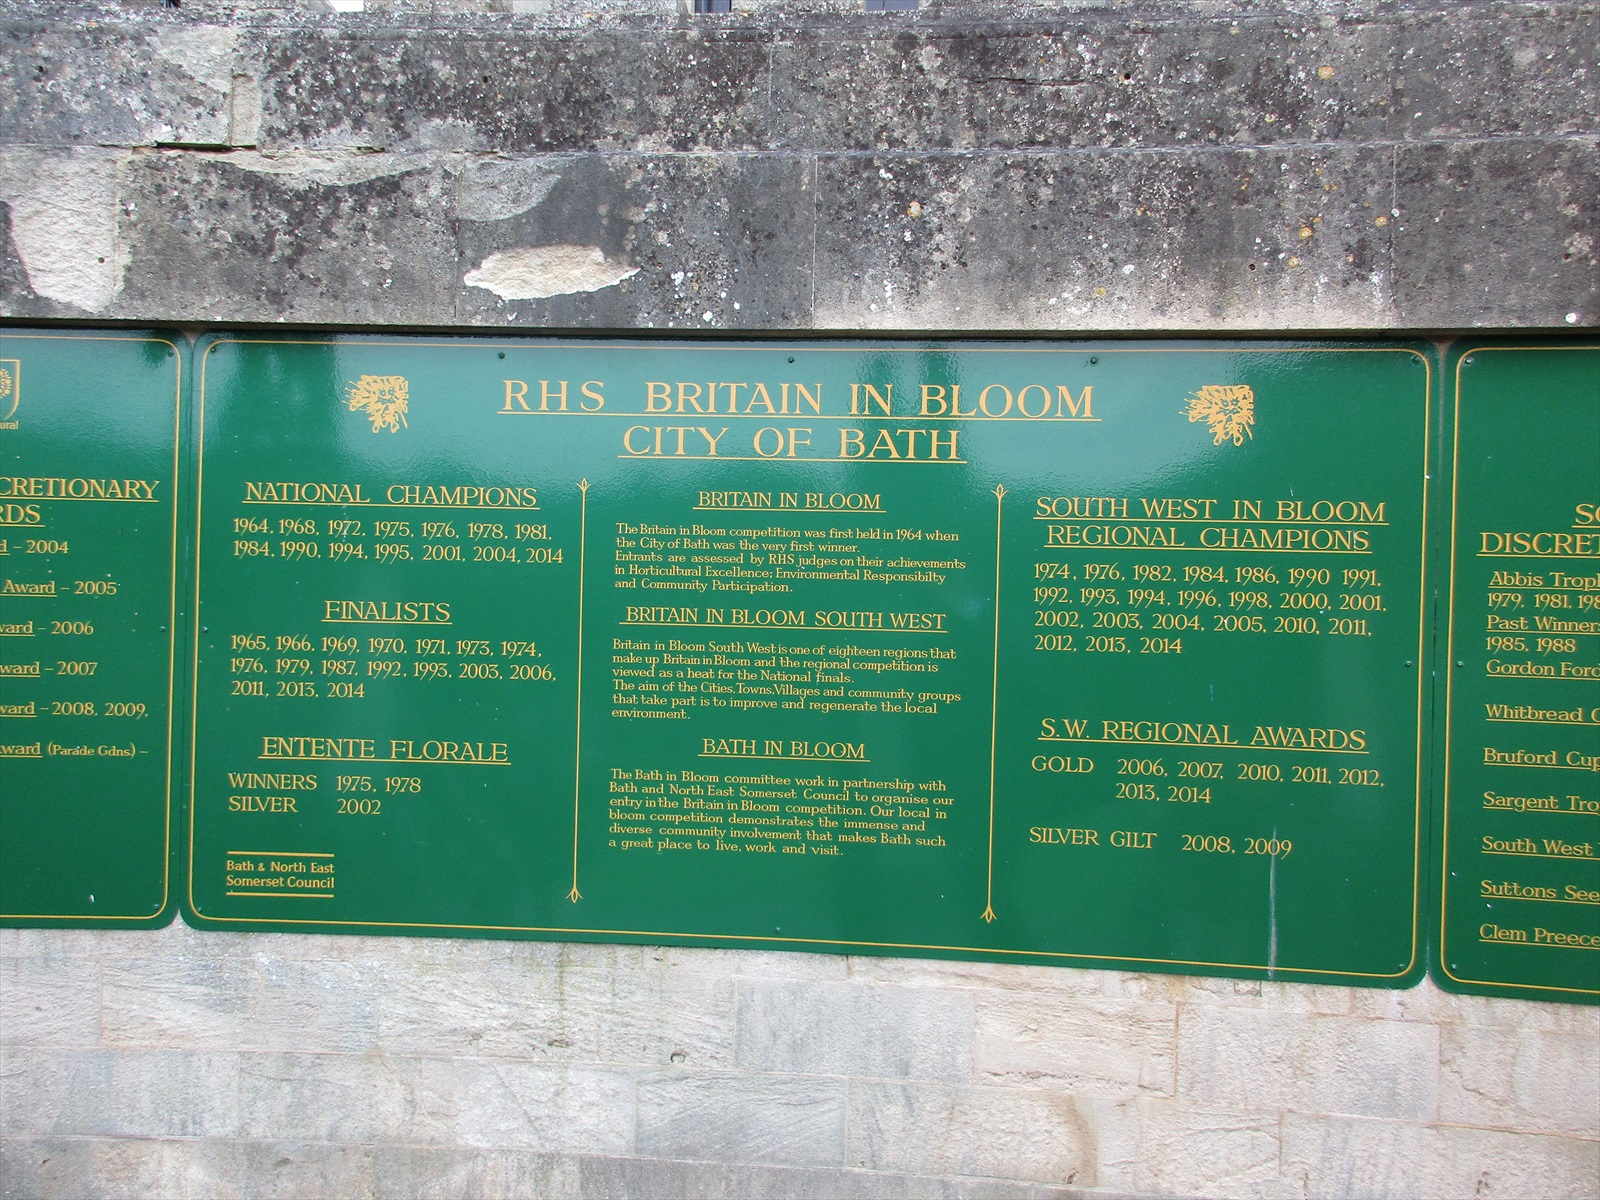 ural
CRETIONARY
RDS
d – 2004
Award – 2005
ward – 2006
ward – 2007
ward – 2008, 2009,
Award (Parade Gdns) –
RHS BRITAIN IN BLOOM
CITY OF BATH
NATIONAL CHAMPIONS
1964, 1968, 1972, 1975, 1976, 1978, 1981,
1984, 1990, 1994, 1995, 2001, 2004, 2014
FINALISTS
1965, 1966, 1969, 1970, 1971, 1973, 1974,
1976, 1979, 1987, 1992, 1993, 2003, 2006,
2011, 2013, 2014
ENTENTE FLORALE
WINNERS 1975, 1978
SILVER 2002
Bath & North East
Somerset Council
BRITAIN IN BLOOM
The Britain in Bloom competition was first held in 1964 when
the City of Bath was the very first winner.
Entrants are assessed by RHS judges on their achievements
in Horticultural Excellence; Environmental Responsibilty
and Community Participation.
BRITAIN IN BLOOM SOUTH WEST
Britain in Bloom South West is one of eighteen regions that
make up Britain in Bloom and the regional competition is
viewed as a heat for the National finals.
The aim of the Cities, Towns, Villages and community groups
that take part is to improve and regenerate the local
environment.
BATH IN BLOOM
The Bath in Bloom committee work in partnership with
Bath and North East Somerset Council to organise our
entry in the Britain in Bloom competition. Our local in
bloom competition demonstrates the immense and
diverse community involvement that makes Bath such
a great place to live, work and visit.
SOUTH WEST IN BLOOM
REGIONAL CHAMPIONS
1974, 1976, 1982, 1984, 1986, 1990 1991,
1992, 1993, 1994, 1996, 1998, 2000, 2001,
2002, 2003, 2004, 2005, 2010, 2011,
2012, 2013, 2014
S.W. REGIONAL AWARDS
GOLD 2006, 2007, 2010, 2011, 2012,
2013, 2014
SILVER GILT 2008, 2009
SO
DISCRET
Abbis Troph
1979, 1981, 198
Past Winners
1985, 1988
Gordon Ford
Whitbread C
Bruford Cup
Sargent Tro
South West
Suttons See
Clem Preece